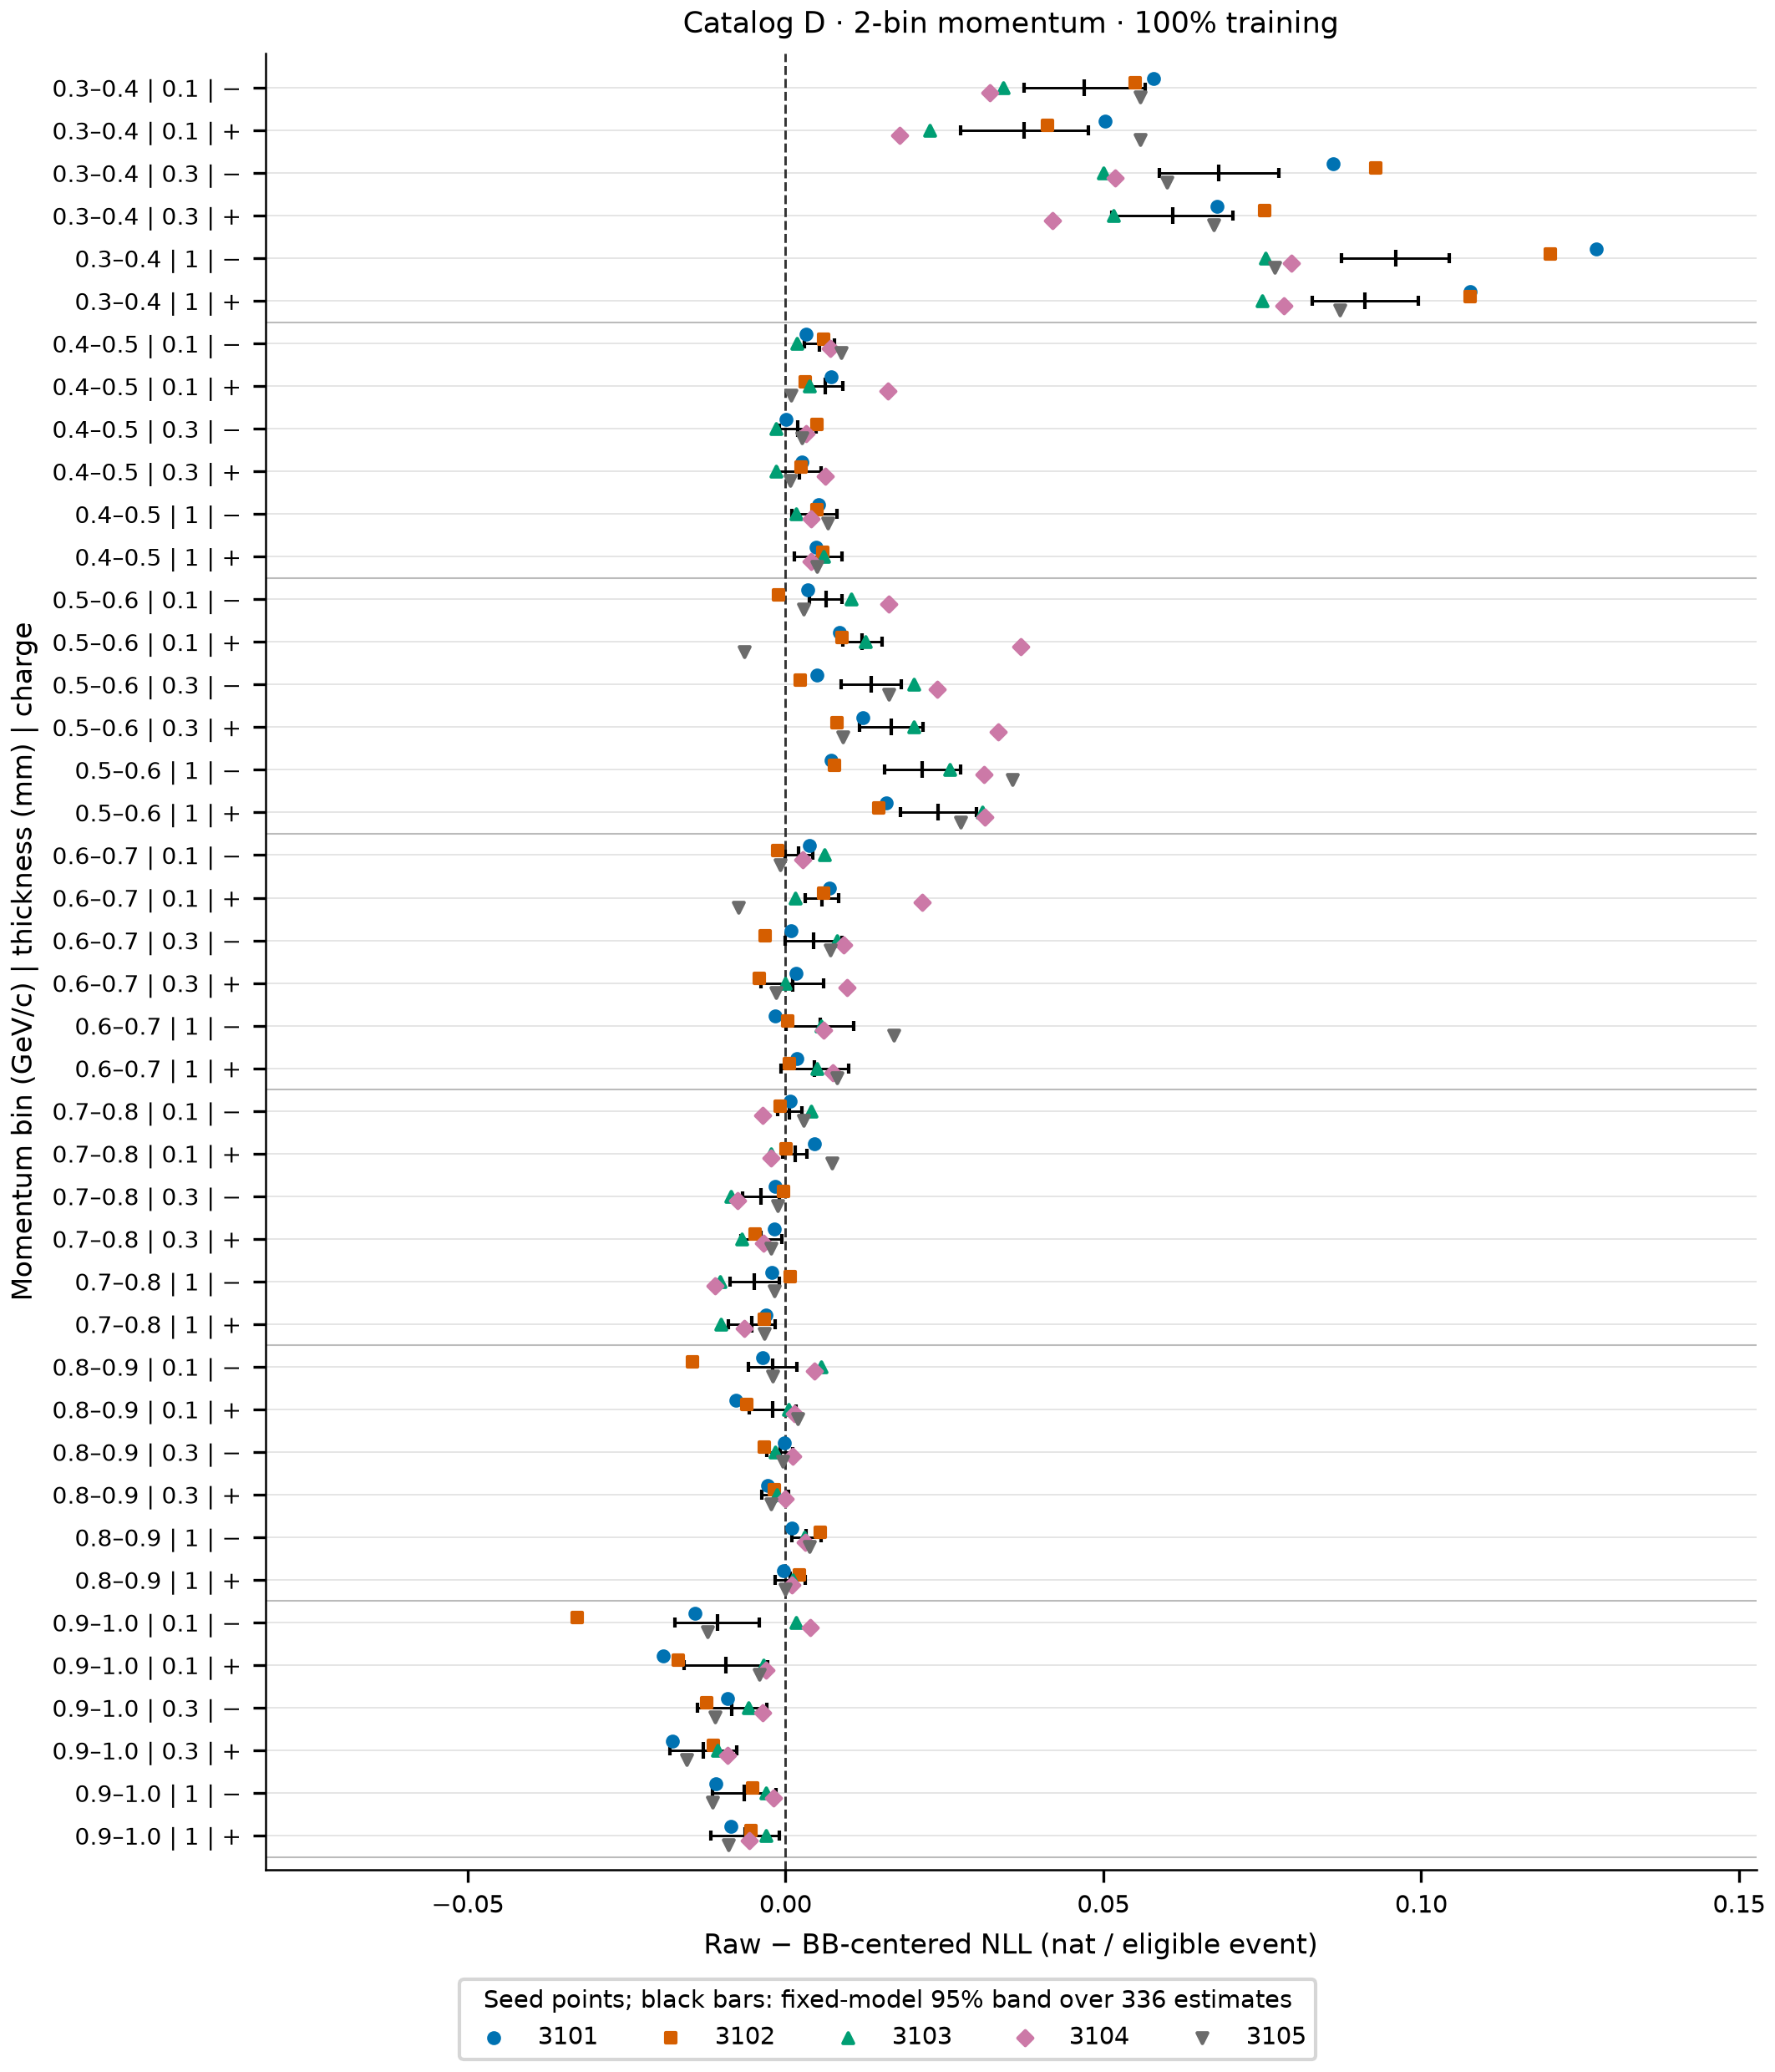 Catalog D · 2-bin momentum · 100% training
0.3–0.4 | 0.1 | −
0.3–0.4 | 0.1 | +
0.3–0.4 | 0.3 | −
0.3–0.4 | 0.3 | +
0.3–0.4 | 1 | −
0.3–0.4 | 1 | +
0.4–0.5 | 0.1 | −
0.4–0.5 | 0.1 | +
0.4–0.5 | 0.3 | −
0.4–0.5 | 0.3 | +
0.4–0.5 | 1 | −
0.4–0.5 | 1 | +
0.5–0.6 | 0.1 | −
0.5–0.6 | 0.1 | +
0.5–0.6 | 0.3 | −
0.5–0.6 | 0.3 | +
0.5–0.6 | 1 | −
0.5–0.6 | 1 | +
0.6–0.7 | 0.1 | −
0.6–0.7 | 0.1 | +
0.6–0.7 | 0.3 | −
0.6–0.7 | 0.3 | +
0.6–0.7 | 1 | −
0.6–0.7 | 1 | +
0.7–0.8 | 0.1 | −
0.7–0.8 | 0.1 | +
0.7–0.8 | 0.3 | −
0.7–0.8 | 0.3 | +
0.7–0.8 | 1 | −
0.7–0.8 | 1 | +
0.8–0.9 | 0.1 | −
0.8–0.9 | 0.1 | +
0.8–0.9 | 0.3 | −
0.8–0.9 | 0.3 | +
0.8–0.9 | 1 | −
0.8–0.9 | 1 | +
0.9–1.0 | 0.1 | −
0.9–1.0 | 0.1 | +
0.9–1.0 | 0.3 | −
0.9–1.0 | 0.3 | +
0.9–1.0 | 1 | −
0.9–1.0 | 1 | +
Momentum bin (GeV/c) | thickness (mm) | charge
−0.05 0.00 0.05 0.10 0.15
Raw − BB-centered NLL (nat / eligible event)
Seed points; black bars: fixed-model 95% band over 336 estimates
3101 3102 3103 3104 3105